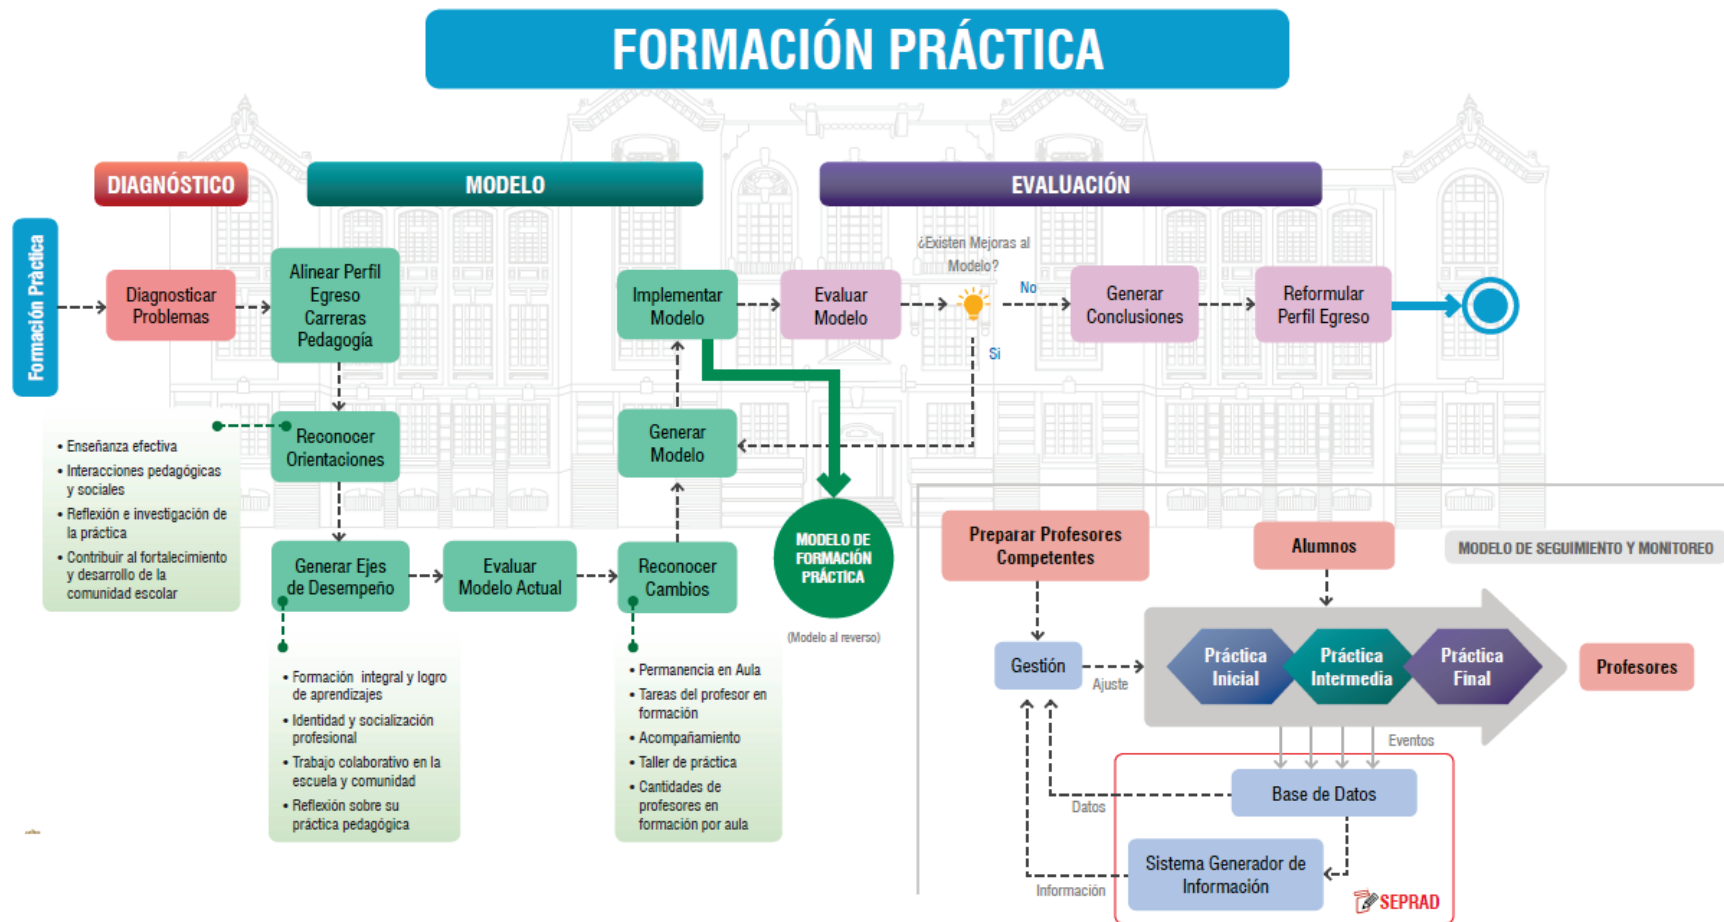 FORMACIÓN PRÁCTICA
DIAGNÓSTICO
MODELO
EVALUACIÓN
Formación Pràctica
Diagnosticar
Problemas
Alinear Perfil
Egreso
Carreras
Pedagogía
Implementar
Modelo
Evaluar
Modelo
¿Existen Mejoras al
Modelo?
No
Si
Generar
Conclusiones
Reformular
Perfil Egreso
Reconocer
Orientaciones
• Enseñanza efectiva
• Interacciones pedagógicas
y sociales
• Reflexión e investigación de
la práctica
• Contribuir al fortalecimiento
y desarrollo de la
comunidad escolar
Generar
Modelo
Generar Ejes
de Desempeño
Evaluar
Modelo Actual
Reconocer
Cambios
MODELO DE
FORMACIÓN
PRÁCTICA
(Modelo al reverso)
• Formación integral y logro
de aprendizajes
• Identidad y socialización
profesional
• Trabajo colaborativo en la
escuela y comunidad
• Reflexión sobre su
práctica pedagógica
• Permanencia en Aula
• Tareas del profesor en
formación
• Acompañamiento
• Taller de práctica
• Cantidades de
profesores en
formación por aula
Preparar Profesores
Competentes
Alumnos
MODELO DE SEGUIMIENTO Y MONITOREO
Gestión
Ajuste
Práctica
Inicial
Práctica
Intermedia
Práctica
Final
Profesores
Eventos
Base de Datos
Datos
Sistema Generador de
Información
Información
SEPRAD